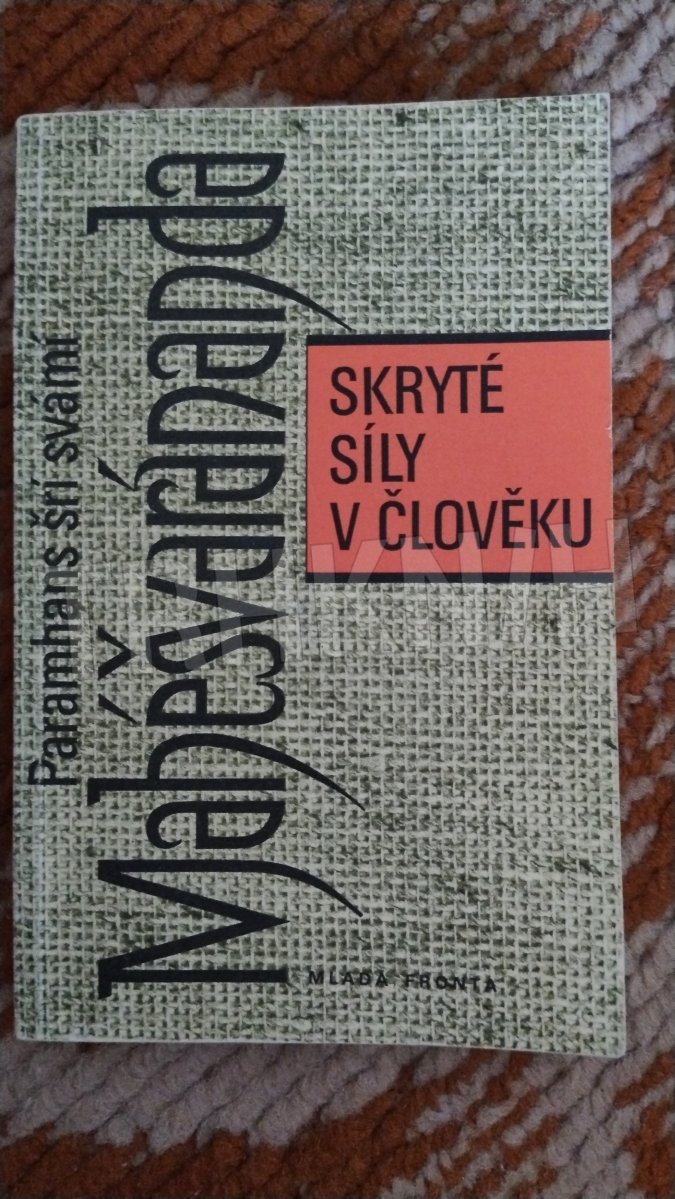 Paramhans šrí svámí
Mahéšvaránanda
SKRYTÉ
SÍLY
V ČLOVĚKU
MLADÁ FRONTA